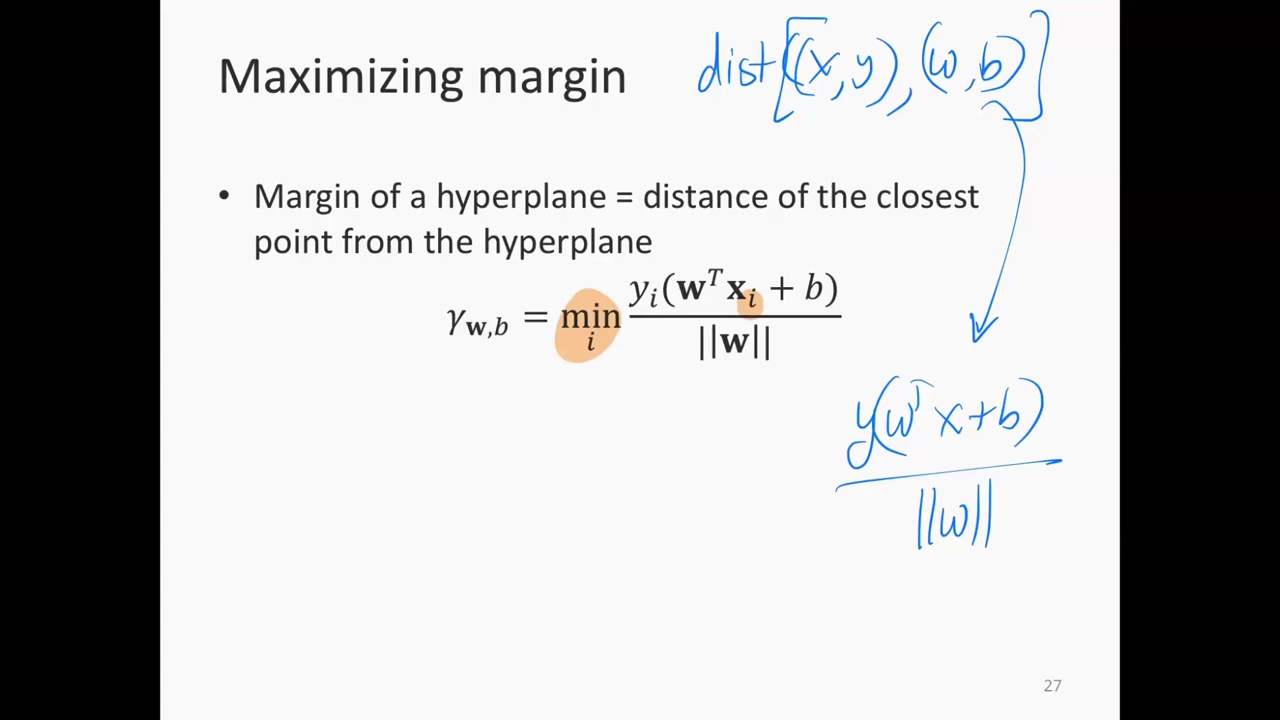 Maximizing margin
dist[(x,y),(w,b)]
• Margin of a hyperplane = distance of the closest
point from the hyperplane
γ_{w,b} = min_i y_i(w^T x_i + b) / ||w||
y(w^T x+b)
||w||
27